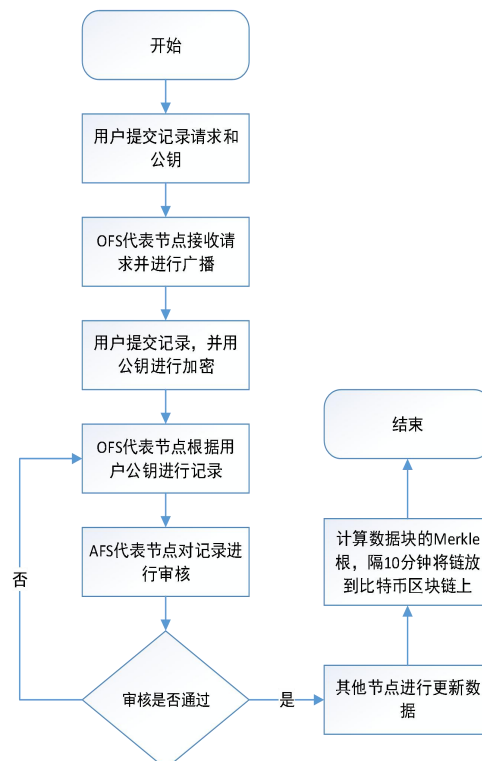 开始
用户提交记录请求和
公钥
OFS代表节点接收请
求并进行广播
用户提交记录，并用
公钥进行加密
OFS代表节点根据用
户公钥进行记录
AFS代表节点对记录进
行审核
否
审核是否通过
是
其他节点进行更新数
据
计算数据块的Merkle
根，隔10分钟将链放
到比特币区块链上
结束